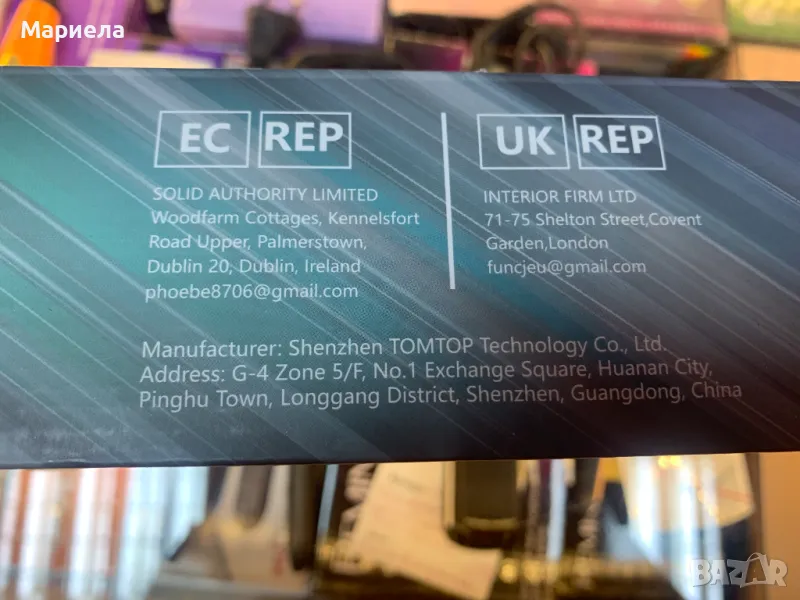 Мариела
EC REP
SOLID AUTHORITY LIMITED
Woodfarm Cottages, Kennelsfort
Road Upper, Palmerstown,
Dublin 20, Dublin, Ireland
phoebe8706@gmail.com
UK REP
INTERIOR FIRM LTD
71-75 Shelton Street,Covent
Garden,London
funcjeu@gmail.com
Manufacturer: Shenzhen TOMTOP Technology Co., Ltd.
Address: G-4 Zone 5/F, No.1 Exchange Square, Huanan City,
Pinghu Town, Longgang District, Shenzhen, Guangdong, China
BAZAR